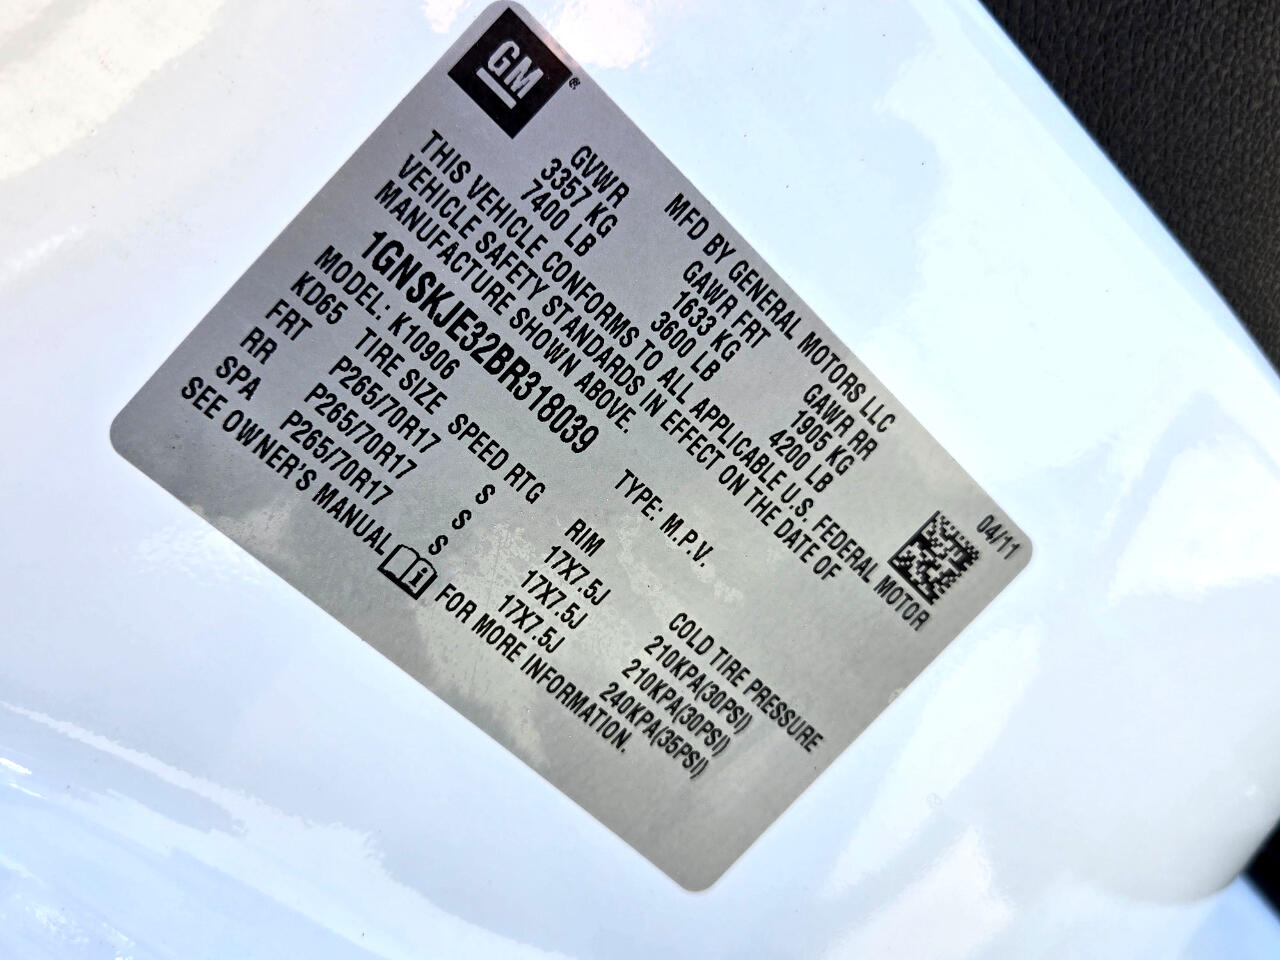 GM®
MFD BY GENERAL MOTORS LLC 04/11
GVWR GAWR FRT GAWR RR
3357 KG 1633 KG 1905 KG
7400 LB 3600 LB 4200 LB
THIS VEHICLE CONFORMS TO ALL APPLICABLE U.S. FEDERAL MOTOR
VEHICLE SAFETY STANDARDS IN EFFECT ON THE DATE OF
MANUFACTURE SHOWN ABOVE.
1GNSKJE32BR318039 TYPE: M.P.V.
MODEL: K10906
KD65 TIRE SIZE SPEED RTG RIM COLD TIRE PRESSURE
FRT P265/70R17 S 17X7.5J 210KPA(30PSI)
RR P265/70R17 S 17X7.5J 210KPA(30PSI)
SPA P265/70R17 S 17X7.5J 240KPA(35PSI)
SEE OWNER'S MANUAL i FOR MORE INFORMATION.